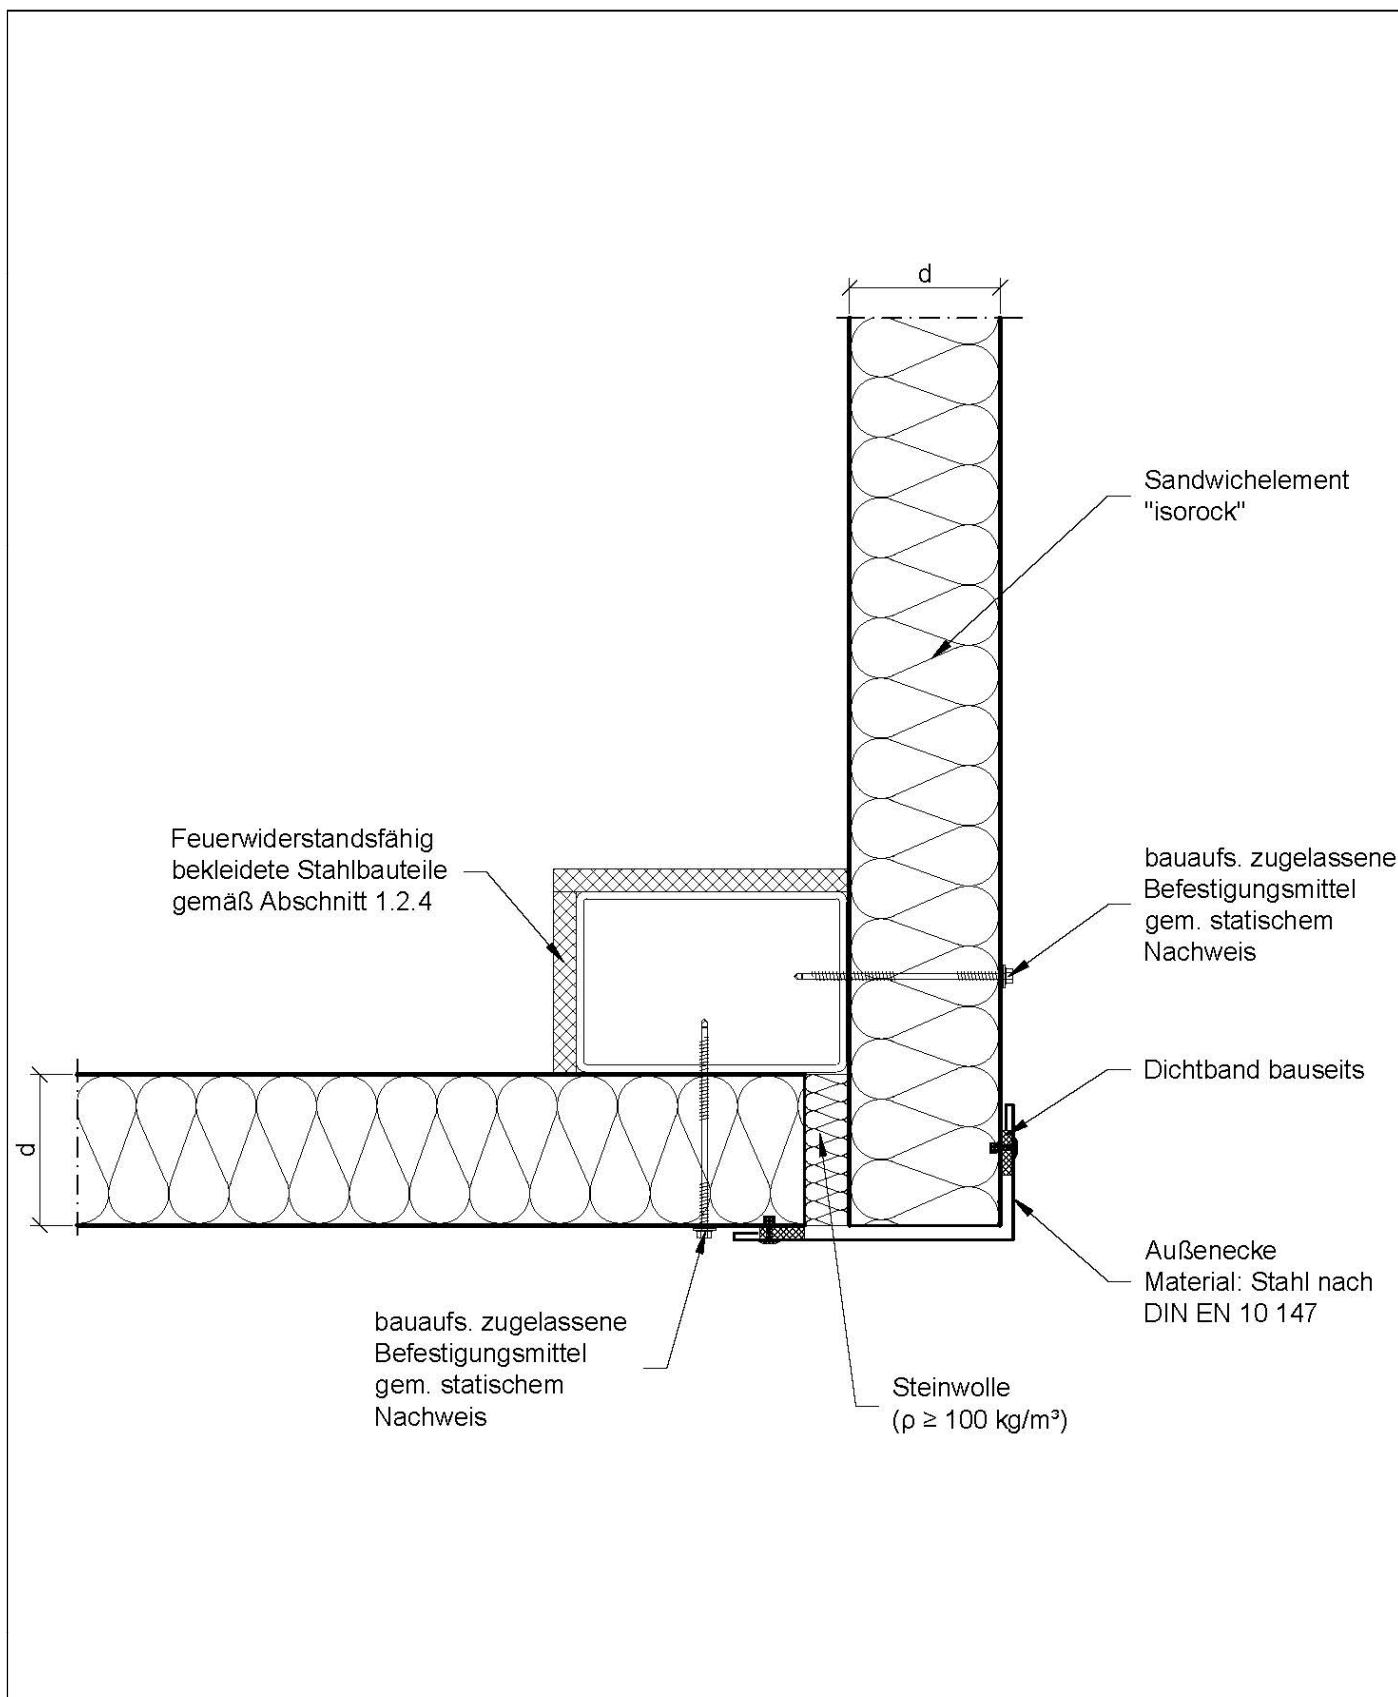 d
Sandwichelement
"isorock"
Feuerwiderstandsfähig
bekleidete Stahlbauteile
gemäß Abschnitt 1.2.4
bauaufs. zugelassene
Befestigungsmittel
gem. statischem
Nachweis
Dichtband bauseits
d
Außenecke
Material: Stahl nach
DIN EN 10 147
bauaufs. zugelassene
Befestigungsmittel
gem. statischem
Nachweis
Steinwolle
(ρ ≥ 100 kg/m³)